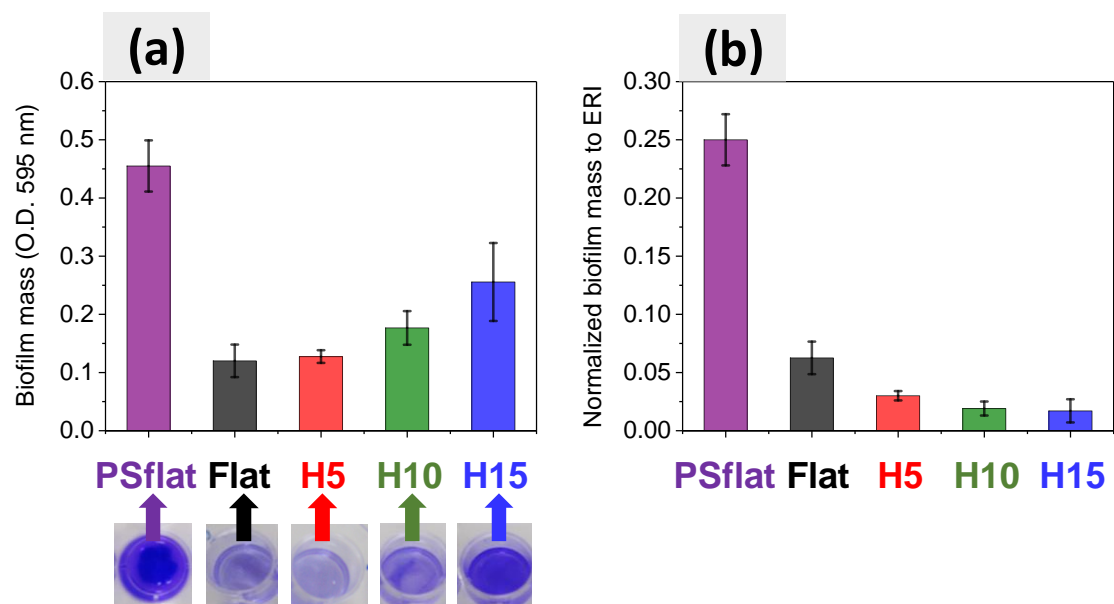 (a)
Biofilm mass (O.D. 595 nm)
0.6
0.5
0.4
0.3
0.2
0.1
0.0
PSflat Flat H5 H10 H15
(b)
Normalized biofilm mass to ERI
0.30
0.25
0.20
0.15
0.10
0.05
0.00
PSflat Flat H5 H10 H15